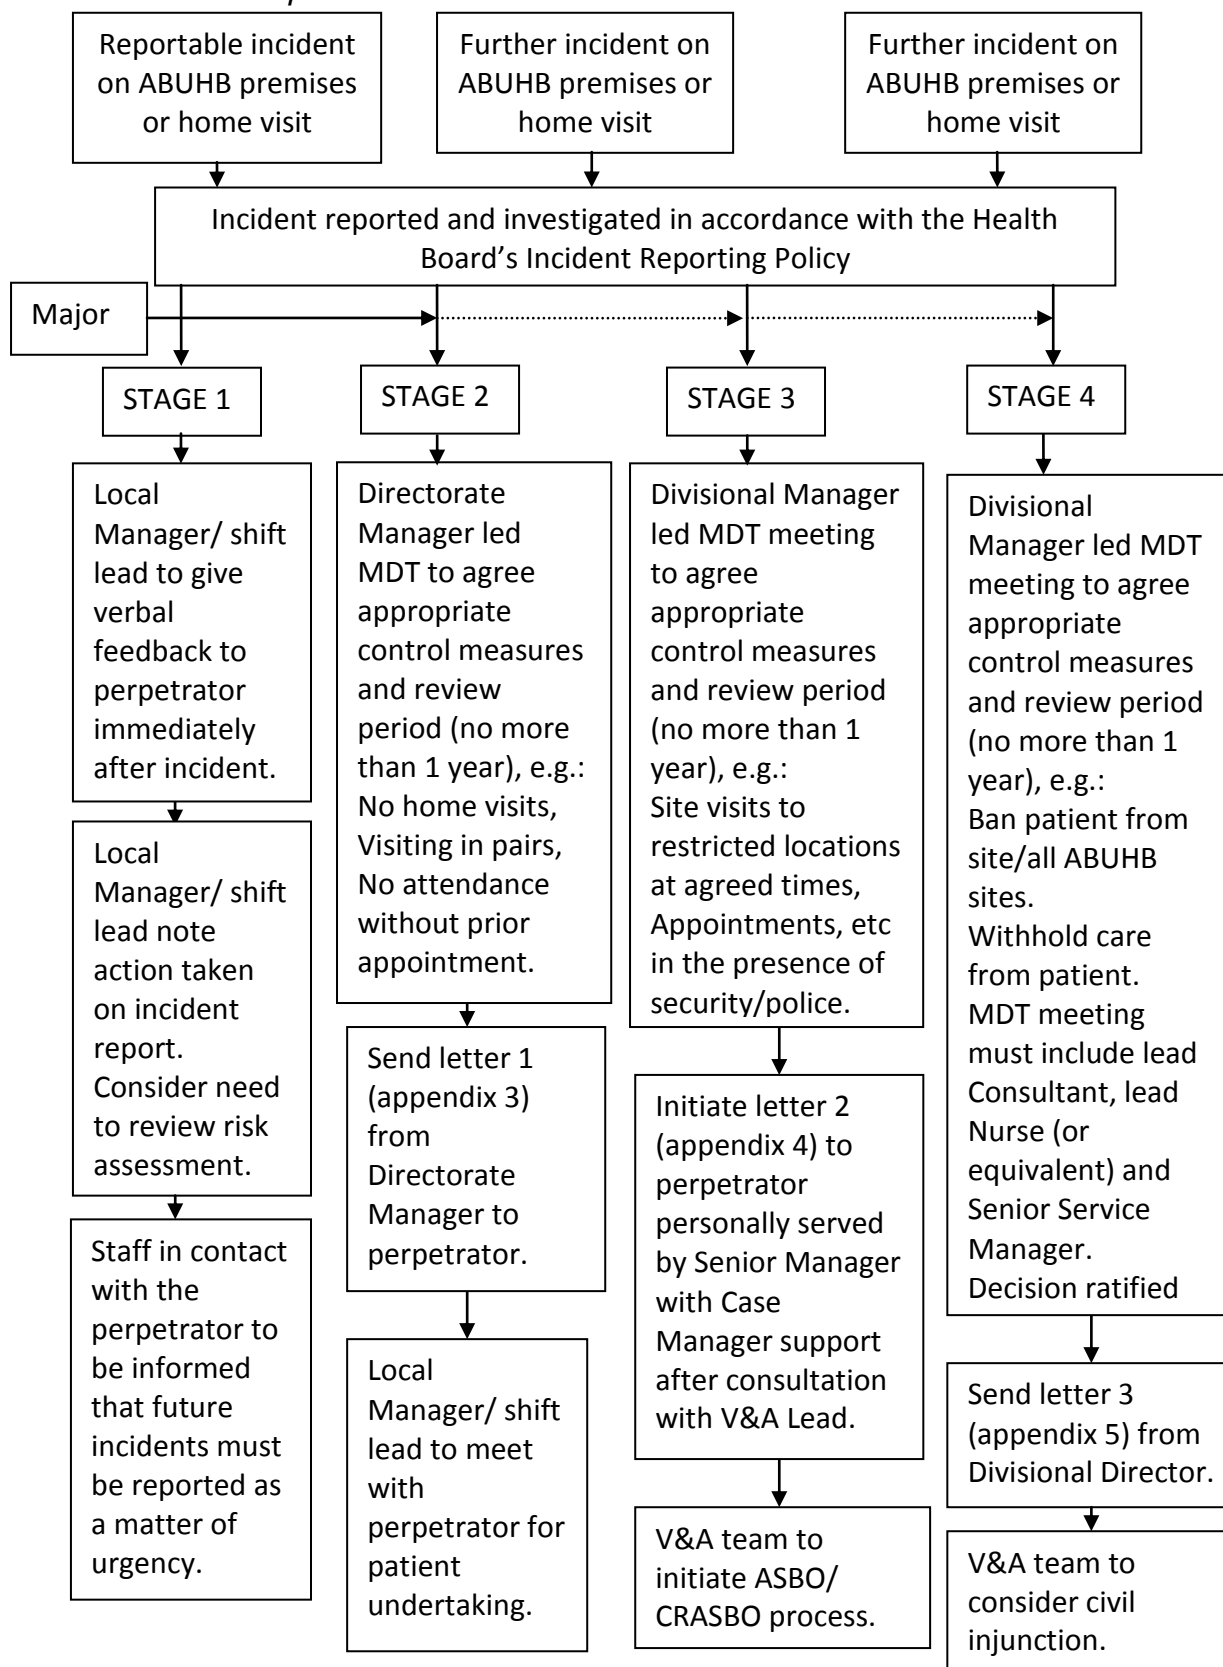 Reportable incident
on ABUHB premises
or home visit
Further incident on
ABUHB premises or
home visit
Further incident on
ABUHB premises or
home visit
Incident reported and investigated in accordance with the Health
Board’s Incident Reporting Policy
Major
STAGE 1
STAGE 2
STAGE 3
STAGE 4
Local
Manager/ shift
lead to give
verbal
feedback to
perpetrator
immediately
after incident.
Local
Manager/ shift
lead note
action taken
on incident
report.
Consider need
to review risk
assessment.
Staff in contact
with the
perpetrator to
be informed
that future
incidents must
be reported as
a matter of
urgency.
Directorate
Manager led
MDT to agree
appropriate
control measures
and review
period (no more
than 1 year), e.g.:
No home visits,
Visiting in pairs,
No attendance
without prior
appointment.
Send letter 1
(appendix 3)
from
Directorate
Manager to
perpetrator.
Local
Manager/ shift
lead to meet
with
perpetrator for
patient
undertaking.
Divisional Manager
led MDT meeting
to agree
appropriate
control measures
and review period
(no more than 1
year), e.g.:
Site visits to
restricted locations
at agreed times,
Appointments, etc
in the presence of
security/police.
Initiate letter 2
(appendix 4) to
perpetrator
personally served
by Senior Manager
with Case
Manager support
after consultation
with V&A Lead.
V&A team to
initiate ASBO/
CRASBO process.
Divisional
Manager led MDT
meeting to agree
appropriate
control measures
and review period
(no more than 1
year), e.g.:
Ban patient from
site/all ABUHB
sites.
Withhold care
from patient.
MDT meeting
must include lead
Consultant, lead
Nurse (or
equivalent) and
Senior Service
Manager.
Decision ratified
Send letter 3
(appendix 5) from
Divisional Director.
V&A team to
consider civil
injunction.